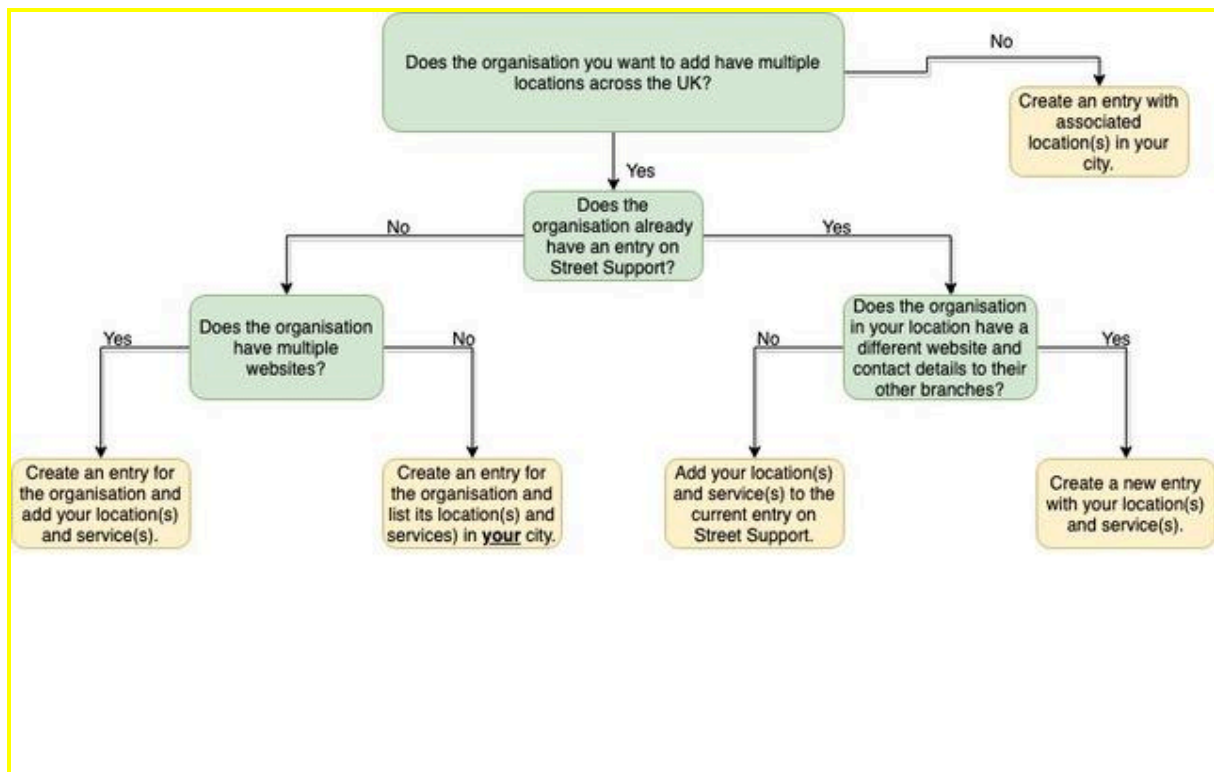 Does the organisation you want to add have multiple
locations across the UK?
No
Create an entry with
associated
location(s) in your
city.
Yes
Does the
organisation already
have an entry on
Street Support?
No
Yes
Does the organisation
have multiple
websites?
Does the organisation
in your location have a
different website and
contact details to their
other branches?
Yes
No
No
Yes
Create an entry for
the organisation and
add your location(s)
and service(s).
Create an entry for
the organisation and
list its location(s) and
services) in your city.
Add your location(s)
and service(s) to the
current entry on
Street Support.
Create a new entry
with your location(s)
and service(s).